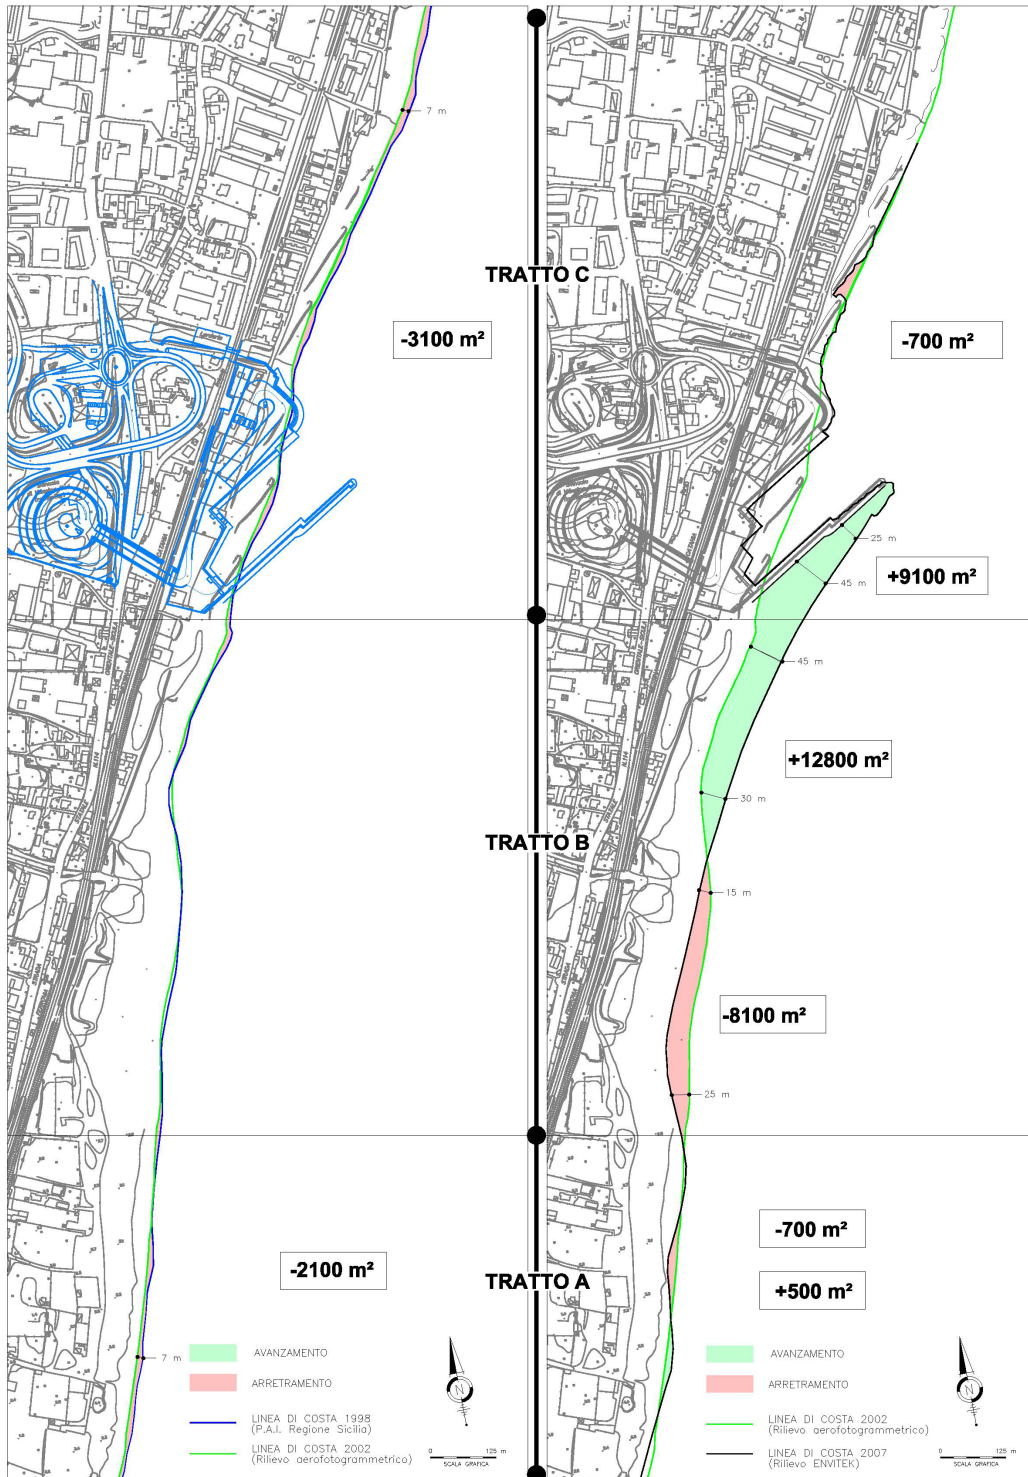 7 m
TRATTO C
-3100 m²
-700 m²
25 m
+9100 m²
45 m
45 m
+12800 m²
30 m
TRATTO B
15 m
-8100 m²
25 m
-700 m²
-2100 m²
TRATTO A
+500 m²
7 m
AVANZAMENTO
ARRETRAMENTO
LINEA DI COSTA 1998
(P.A.I. Regione Sicilia)
LINEA DI COSTA 2002
(Rilievo aerofotogrammetrico)
N
0 125 m
SCALA GRAFICA
AVANZAMENTO
ARRETRAMENTO
LINEA DI COSTA 2002
(Rilievo aerofotogrammetrico)
LINEA DI COSTA 2007
(Rilievo ENVITEK)
N
0 125 m
SCALA GRAFICA